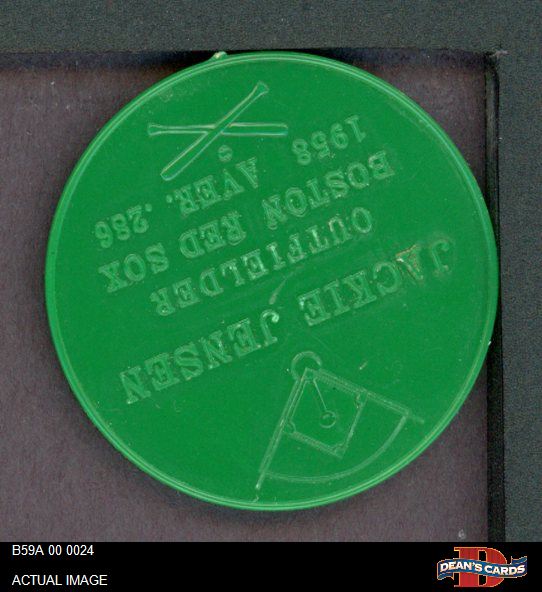 JACKIE JENSEN
OUTFIELDER
BOSTON RED SOX
1958 AVER. .286
B59A 00 0024
ACTUAL IMAGE
DEAN'S CARDS